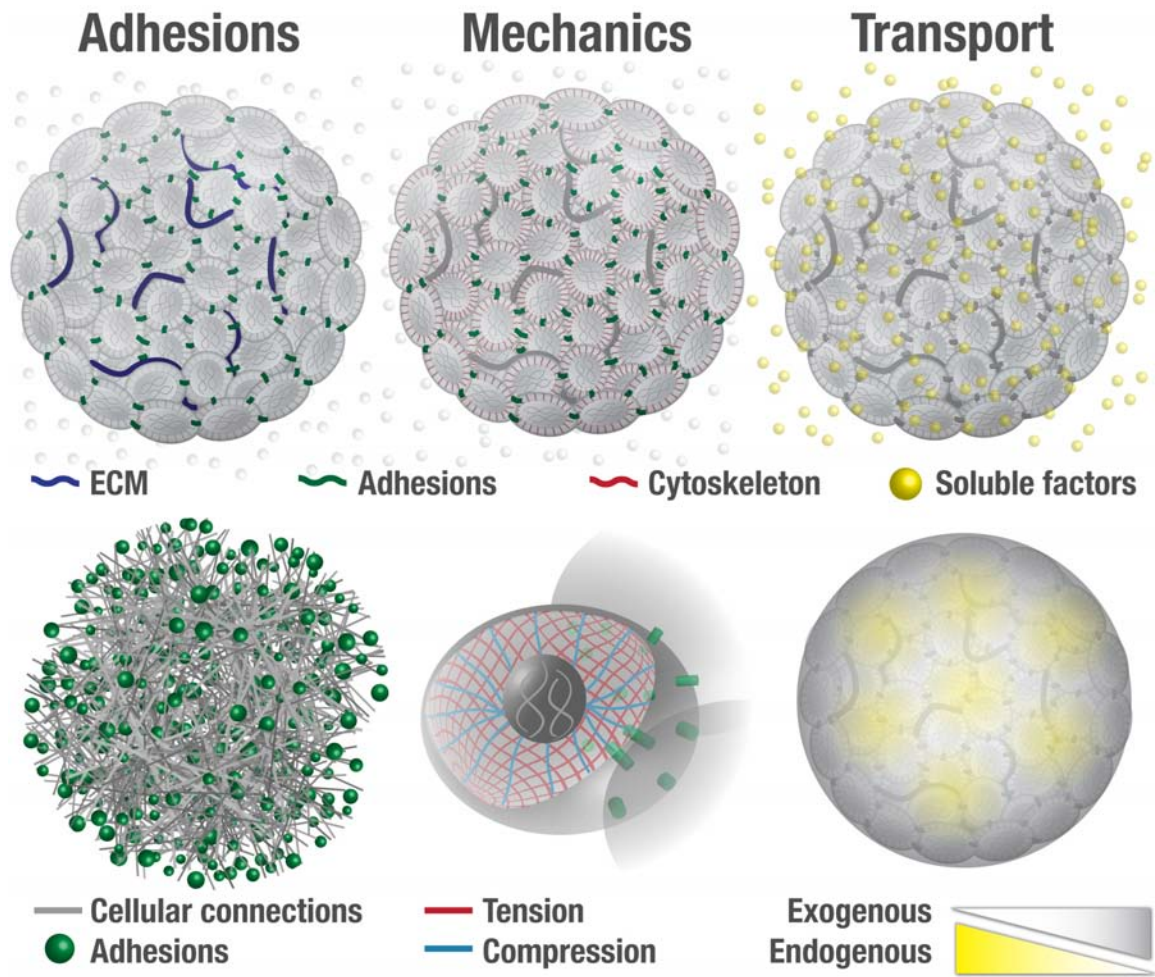 Adhesions Mechanics Transport
ECM Adhesions Cytoskeleton Soluble factors
Cellular connections Tension Exogenous
Adhesions Compression Endogenous